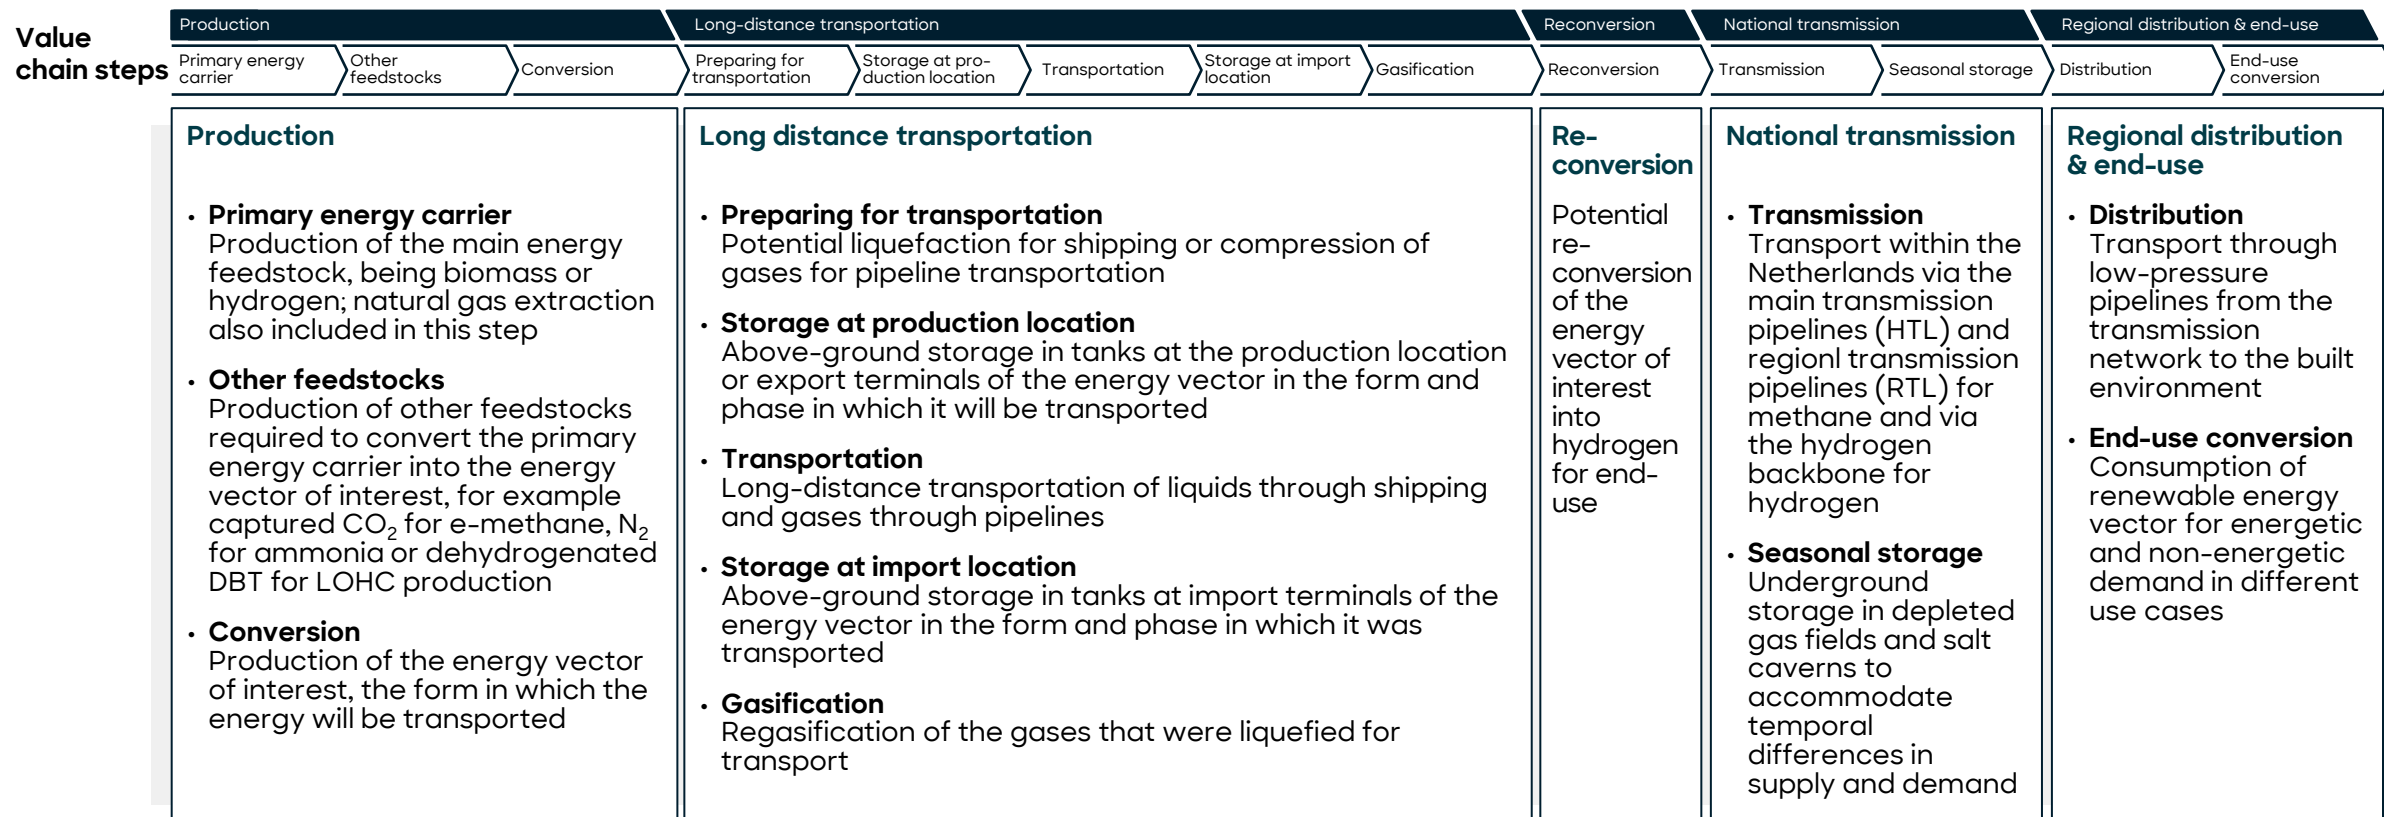 Value
chain steps
Production
Long-distance transportation
Reconversion
National transmission
Regional distribution & end-use
Primary energy
carrier
Other
feedstocks
Conversion
Preparing for
transportation
Storage at pro-
duction location
Transportation
Storage at import
location
Gasification
Reconversion
Transmission
Seasonal storage
Distribution
End-use
conversion
Production
• Primary energy carrier
Production of the main energy
feedstock, being biomass or
hydrogen; natural gas extraction
also included in this step
• Other feedstocks
Production of other feedstocks
required to convert the primary
energy carrier into the energy
vector of interest, for example
captured CO₂ for e-methane, N₂
for ammonia or dehydrogenated
DBT for LOHC production
• Conversion
Production of the energy vector
of interest, the form in which the
energy will be transported
Long distance transportation
• Preparing for transportation
Potential liquefaction for shipping or compression of
gases for pipeline transportation
• Storage at production location
Above-ground storage in tanks at the production location
or export terminals of the energy vector in the form and
phase in which it will be transported
• Transportation
Long-distance transportation of liquids through shipping
and gases through pipelines
• Storage at import location
Above-ground storage in tanks at import terminals of the
energy vector in the form and phase in which it was
transported
• Gasification
Regasification of the gases that were liquefied for
transport
Re-
conversion
Potential
re-
conversion
of the
energy
vector of
interest
into
hydrogen
for end-
use
National transmission
• Transmission
Transport within the
Netherlands via the
main transmission
pipelines (HTL) and
regionl transmission
pipelines (RTL) for
methane and via
the hydrogen
backbone for
hydrogen
• Seasonal storage
Underground
storage in depleted
gas fields and salt
caverns to
accommodate
temporal
differences in
supply and demand
Regional distribution
& end-use
• Distribution
Transport through
low-pressure
pipelines from the
transmission
network to the built
environment
• End-use conversion
Consumption of
renewable energy
vector for energetic
and non-energetic
demand in different
use cases